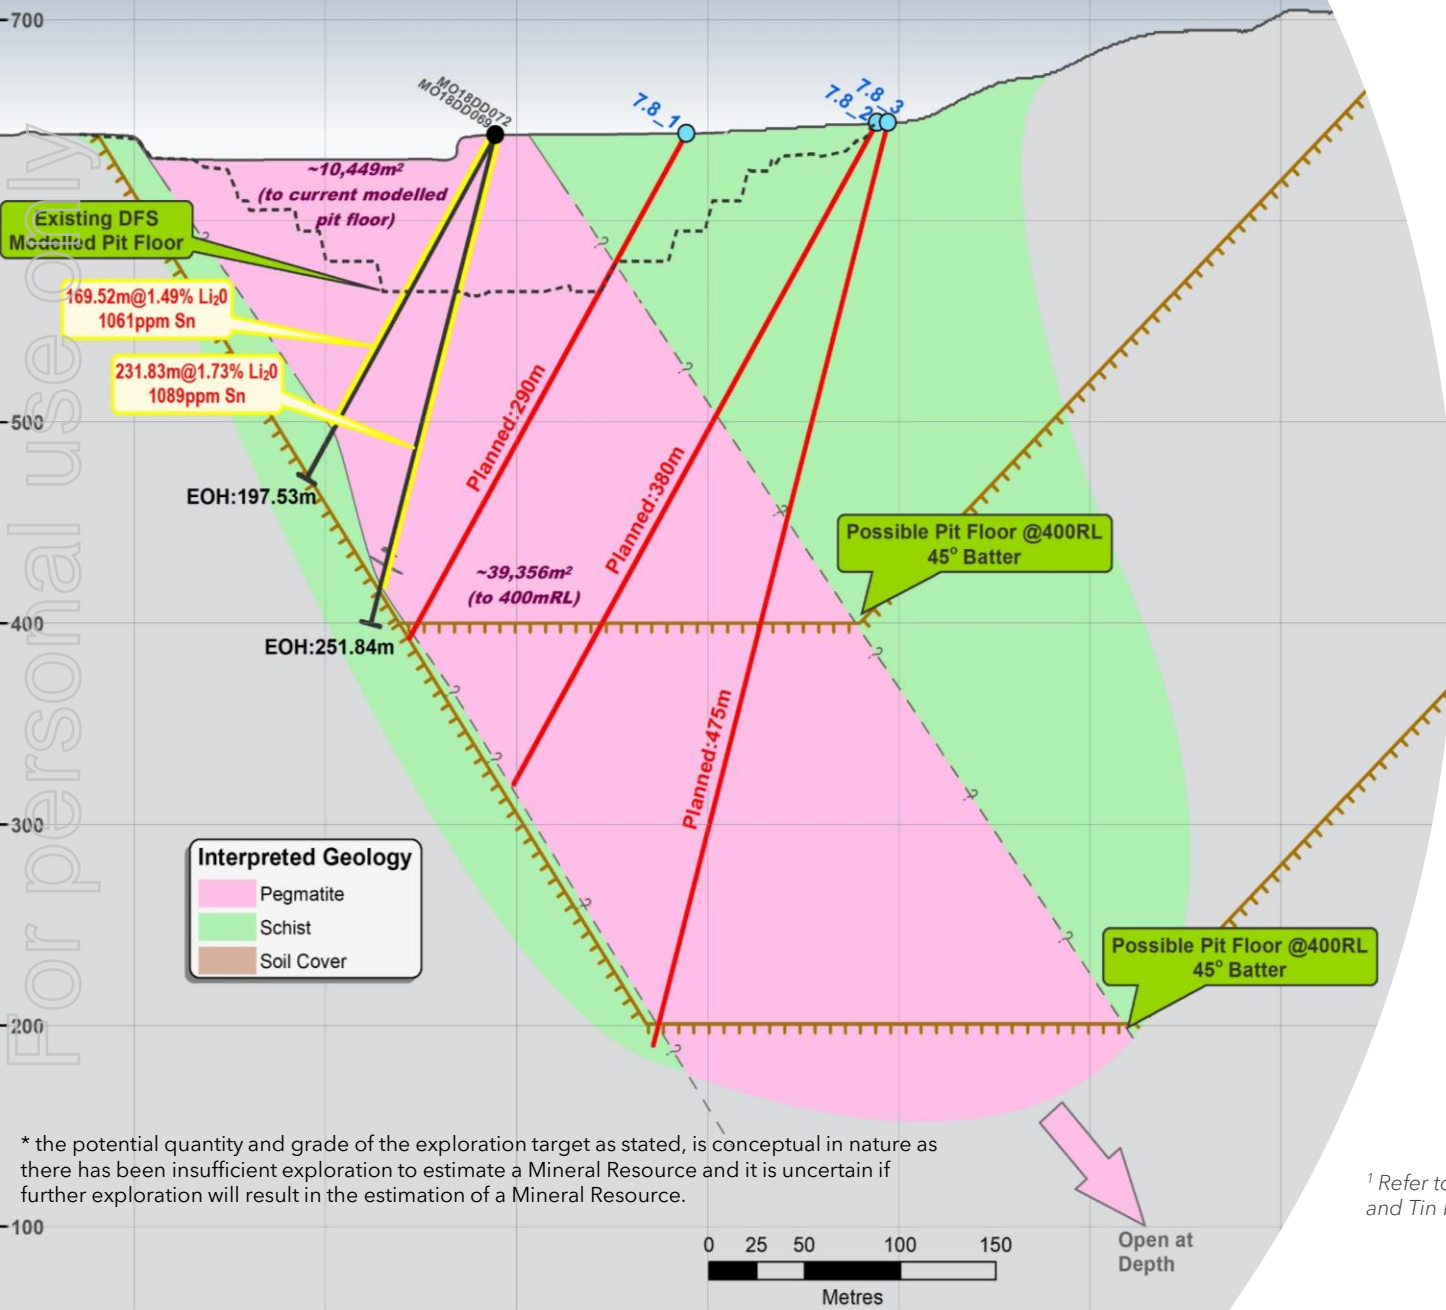 700
500
400
300
200
100
For personal use only
MO18DD072
MO18DD069
7.8_1
7.8_2
7.8_3
~10,449m²
(to current modelled
pit floor)
Existing DFS
Modelled Pit Floor
169.52m@1.49% Li₂0
1061ppm Sn
231.83m@1.73% Li₂0
1089ppm Sn
EOH:197.53m
EOH:251.84m
Planned:290m
Planned:380m
Planned:475m
~39,356m²
(to 400mRL)
Possible Pit Floor @400RL
45° Batter
Possible Pit Floor @400RL
45° Batter
?
?
?
?
?
?
?
?
?
?
?
Interpreted Geology
Pegmatite
Schist
Soil Cover
* the potential quantity and grade of the exploration target as stated, is conceptual in nature as
there has been insufficient exploration to estimate a Mineral Resource and it is uncertain if
further exploration will result in the estimation of a Mineral Resource.
0 25 50 100 150
Metres
Open at
Depth
¹ Refer to
and Tin